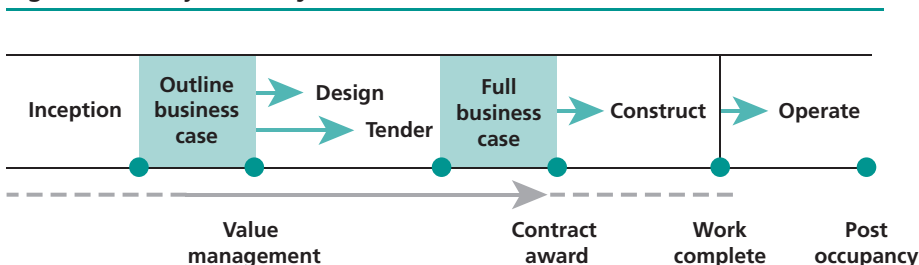 Inception
Outline
business
case
Design
Tender
Full
business
case
Construct
Operate
Value
management
Contract
award
Work
complete
Post
occupancy